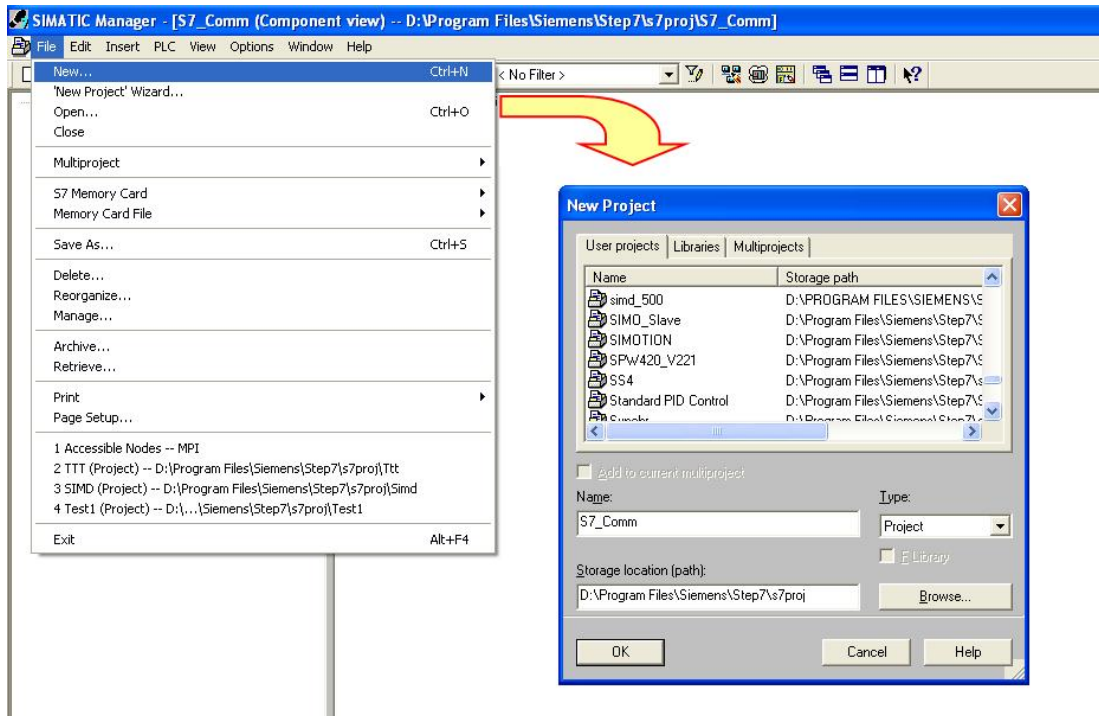 SIMATIC Manager - [S7_Comm (Component view) -- D:\Program Files\Siemens\Step7\s7proj\S7_Comm]
File Edit Insert PLC View Options Window Help
< No Filter >
New... Ctrl+N
'New Project' Wizard...
Open... Ctrl+O
Close
Multiproject
S7 Memory Card
Memory Card File
Save As... Ctrl+S
Delete...
Reorganize...
Manage...
Archive...
Retrieve...
Print
Page Setup...
1 Accessible Nodes -- MPI
2 TTT (Project) -- D:\Program Files\Siemens\Step7\s7proj\Ttt
3 SIMD (Project) -- D:\Program Files\Siemens\Step7\s7proj\Simd
4 Test1 (Project) -- D:\...\Siemens\Step7\s7proj\Test1
Exit Alt+F4
New Project
User projects Libraries Multiprojects
Name Storage path
simd_500 D:\PROGRAM FILES\SIEMENS\S
SIMO_Slave D:\Program Files\Siemens\Step7\S
SIMOTION D:\Program Files\Siemens\Step7\S
SPW420_V221 D:\Program Files\Siemens\Step7\S
SS4 D:\Program Files\Siemens\Step7\s
Standard PID Control D:\Program Files\Siemens\Step7\S
D:\Program Files\Siemens\Step7\
Add to current multiproject
Name: Type:
S7_Comm Project
F Library
Storage location (path):
D:\Program Files\Siemens\Step7\s7proj Browse...
OK Cancel Help